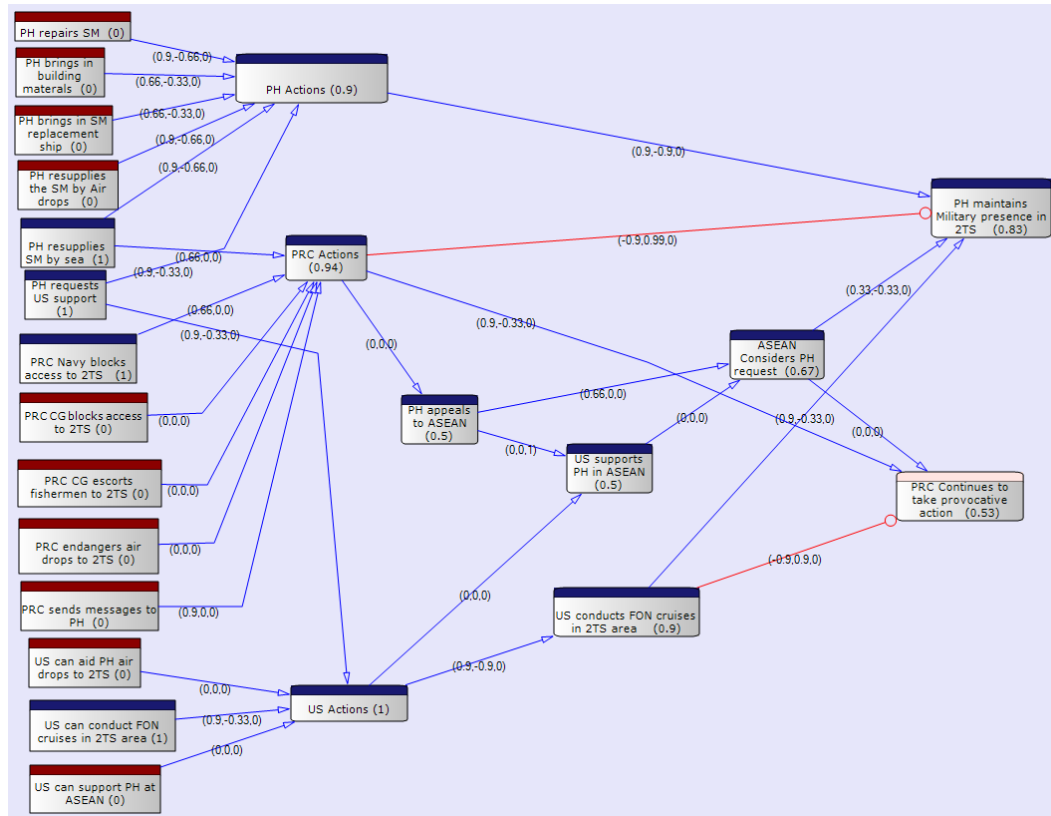 PH repairs SM (0)
PH brings in
building
materals (0)
PH brings in SM
replacement
ship (0)
PH resupplies
the SM by Air
drops (0)
PH resupplies
SM by sea (1)
PH requests
US support
(1)
PRC Navy blocks
access to 2TS (1)
PRC CG blocks access
to 2TS (0)
PRC CG escorts
fishermen to 2TS (0)
PRC endangers air
drops to 2TS (0)
PRC sends messages to
PH (0)
US can aid PH air
drops to 2TS (0)
US can conduct FON
cruises in 2TS area (1)
US can support PH at
ASEAN (0)
(0.9,-0.66,0)
(0.66,-0.33,0)
(0.66,-0.33,0)
(0.9,-0.66,0)
(0.66,0,0)
(0.9,-0.33,0)
(0.66,0,0)
(0.9,-0.33,0)
(0,0,0)
(0,0,0)
(0,0,0)
(0.9,0,0)
(0,0,0)
(0.9,-0.33,0)
(0,0,0)
PH Actions (0.9)
PRC Actions
(0.94)
US Actions (1)
(0.9,-0.9,0)
(-0.9,0.99,0)
(0.9,-0.33,0)
(0,0,0)
PH appeals
to ASEAN
(0.5)
(0.66,0,0)
(0,0,1)
US supports
PH in ASEAN
(0.5)
(0,0,0)
(0,0,0)
(0.9,-0.9,0)
US conducts FON cruises
in 2TS area (0.9)
(0.9,-0.33,0)
(-0.9,0.9,0)
ASEAN
Considers PH
request (0.67)
(0.33,-0.33,0)
(0,0,0)
PH maintains
Military presence in
2TS (0.83)
PRC Continues to
take provocative
action (0.53)